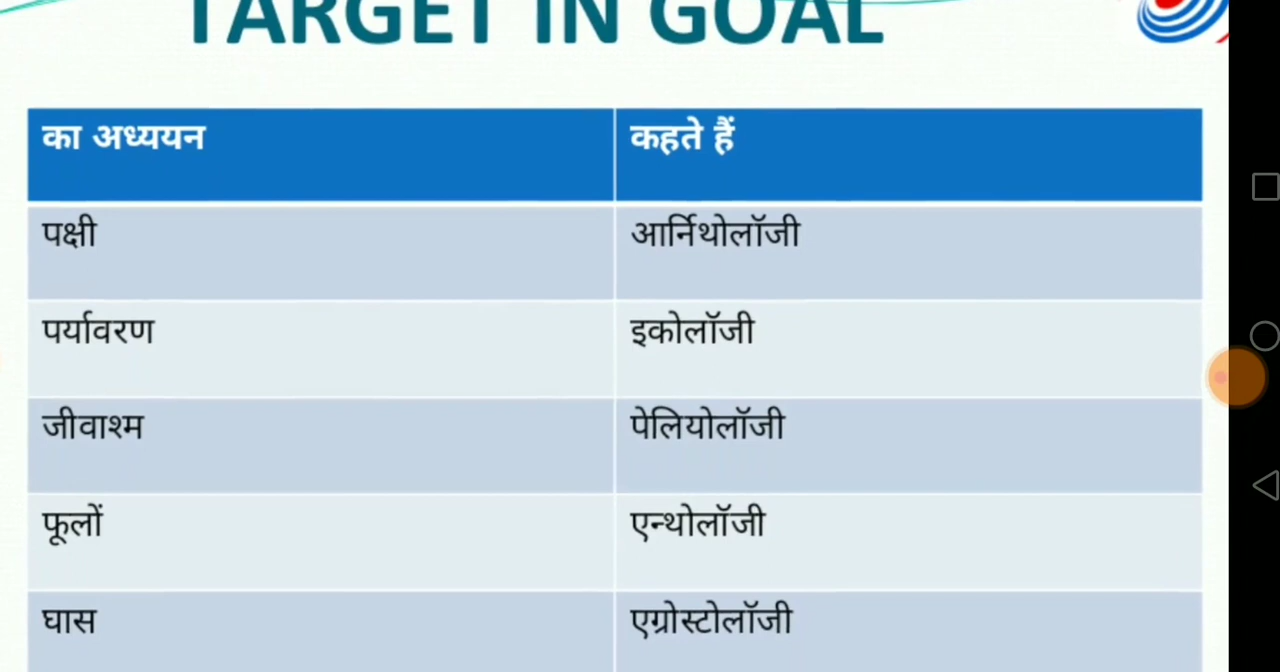 TARGET IN GOAL
का अध्ययन कहते हैं
पक्षी आर्निथोलॉजी
पर्यावरण इकोलॉजी
जीवाश्म पेलियोलॉजी
फूलों एन्थोलॉजी
घास एग्रोस्टोलॉजी